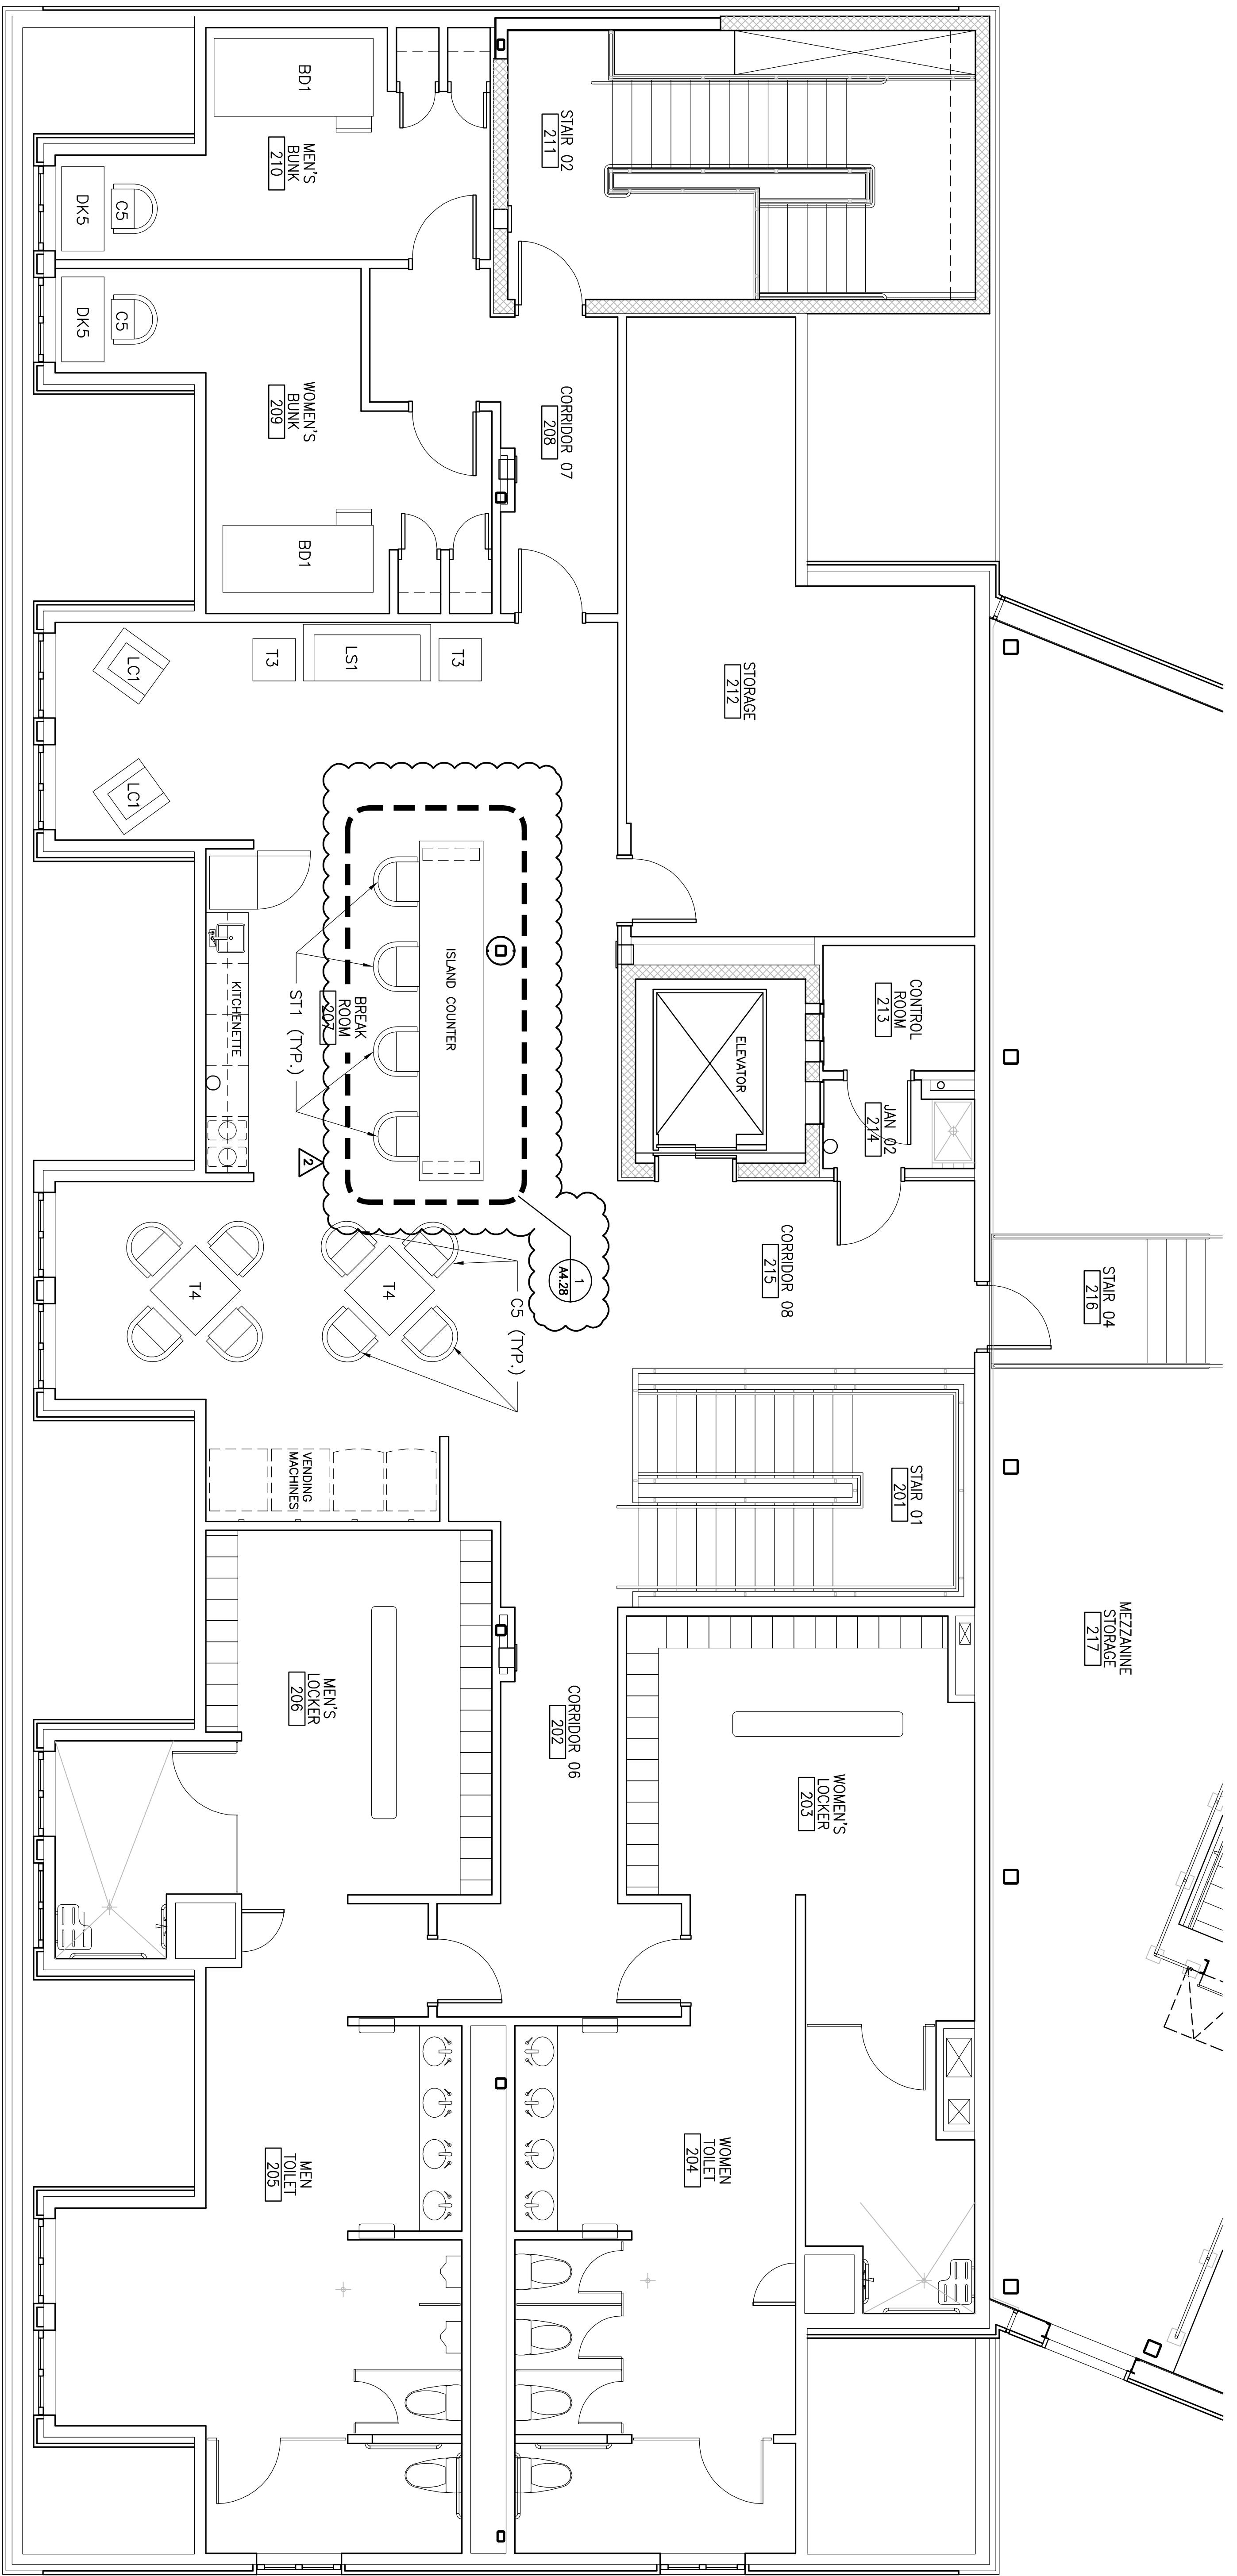 STAIR 02
211
MEN'S
BUNK
210
BD1
C5
DK5
C5
DK5
WOMEN'S
BUNK
209
BD1
CORRIDOR 07
208
STORAGE
212
T3
LS1
T3
LC1
LC1
ISLAND COUNTER
BREAK
ROOM
207
ST1 (TYP.)
2
KITCHENETTE
CONTROL
ROOM
213
ELEVATOR
JAN 02
214
CORRIDOR 08
215
STAIR 04
216
1
A4.28
C5 (TYP.)
T4
T4
VENDING
MACHINES
STAIR 01
201
MEZZANINE
STORAGE
217
MEN'S
LOCKER
206
CORRIDOR 06
202
WOMEN'S
LOCKER
203
WOMEN
TOILET
204
MEN
TOILET
205